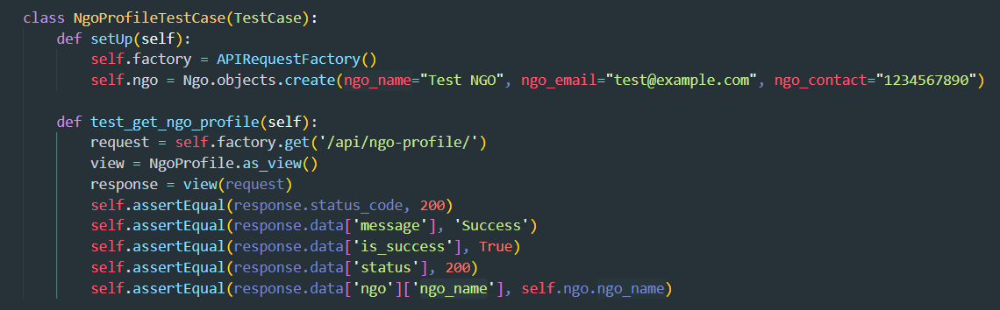 class NgoProfileTestCase(TestCase):
    def setUp(self):
        self.factory = APIRequestFactory()
        self.ngo = Ngo.objects.create(ngo_name="Test NGO", ngo_email="test@example.com", ngo_contact="1234567890")

    def test_get_ngo_profile(self):
        request = self.factory.get('/api/ngo-profile/')
        view = NgoProfile.as_view()
        response = view(request)
        self.assertEqual(response.status_code, 200)
        self.assertEqual(response.data['message'], 'Success')
        self.assertEqual(response.data['is_success'], True)
        self.assertEqual(response.data['status'], 200)
        self.assertEqual(response.data['ngo']['ngo_name'], self.ngo.ngo_name)